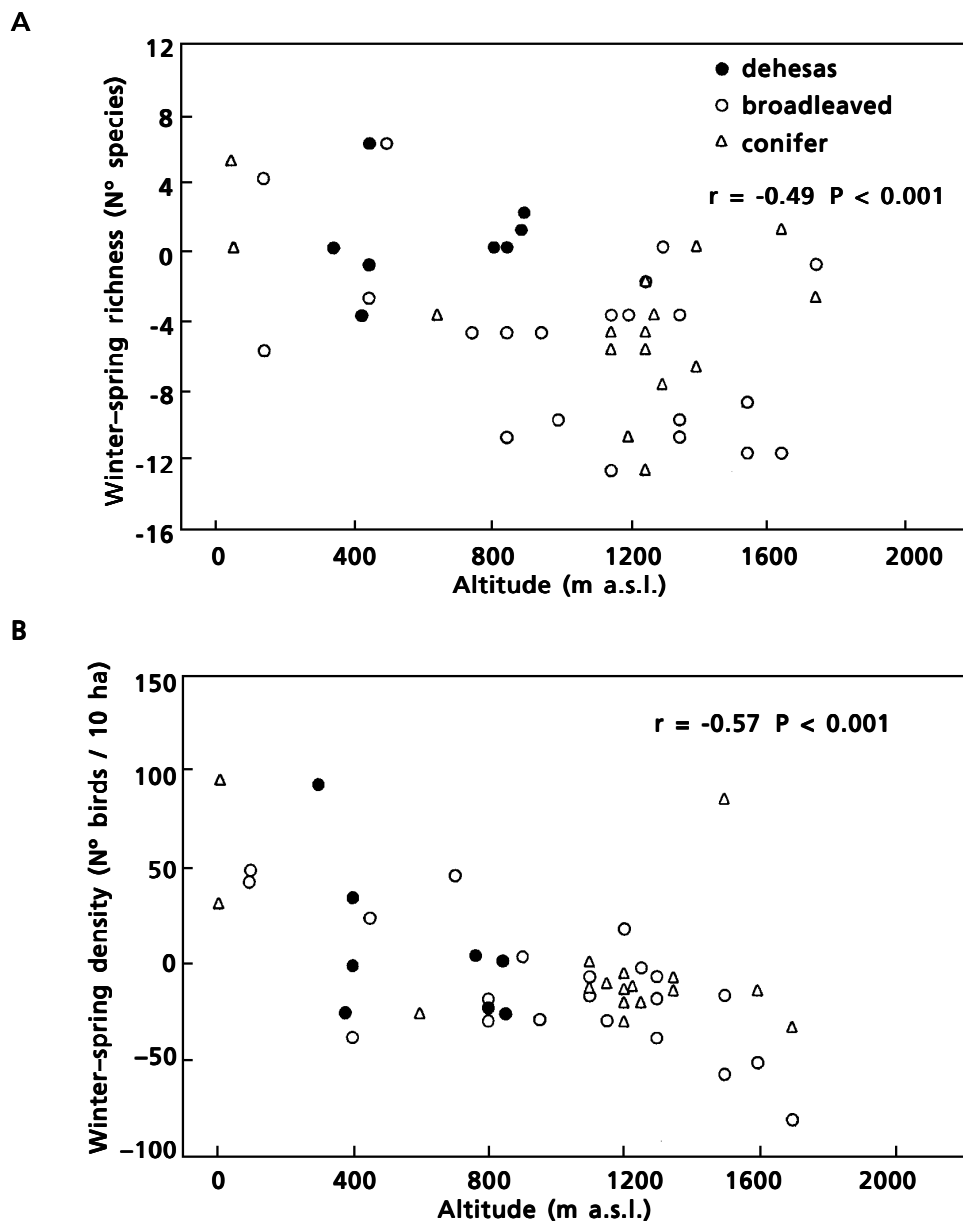 A
12
8
4
0
-4
-8
-12
-16
Winter–spring richness (Nº species)
dehesas
broadleaved
conifer
r = -0.49 P < 0.001
0 400 800 1200 1600 2000
Altitude (m a.s.l.)
B
150
100
50
0
–50
–100
Winter–spring density (Nº birds / 10 ha)
r = -0.57 P < 0.001
0 400 800 1200 1600 2000
Altitude (m a.s.l.)